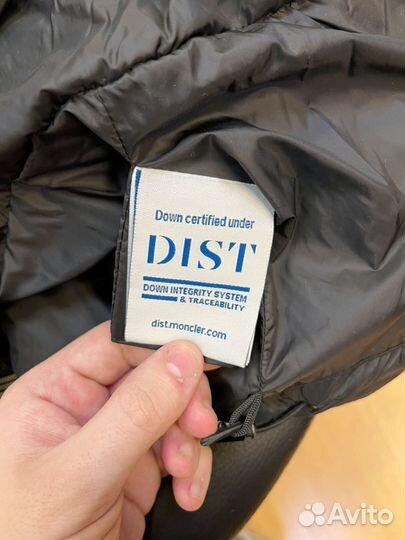 Down certified under
DIST
DOWN INTEGRITY SYSTEM
& TRACEABILITY
dist.moncler.com
Avito